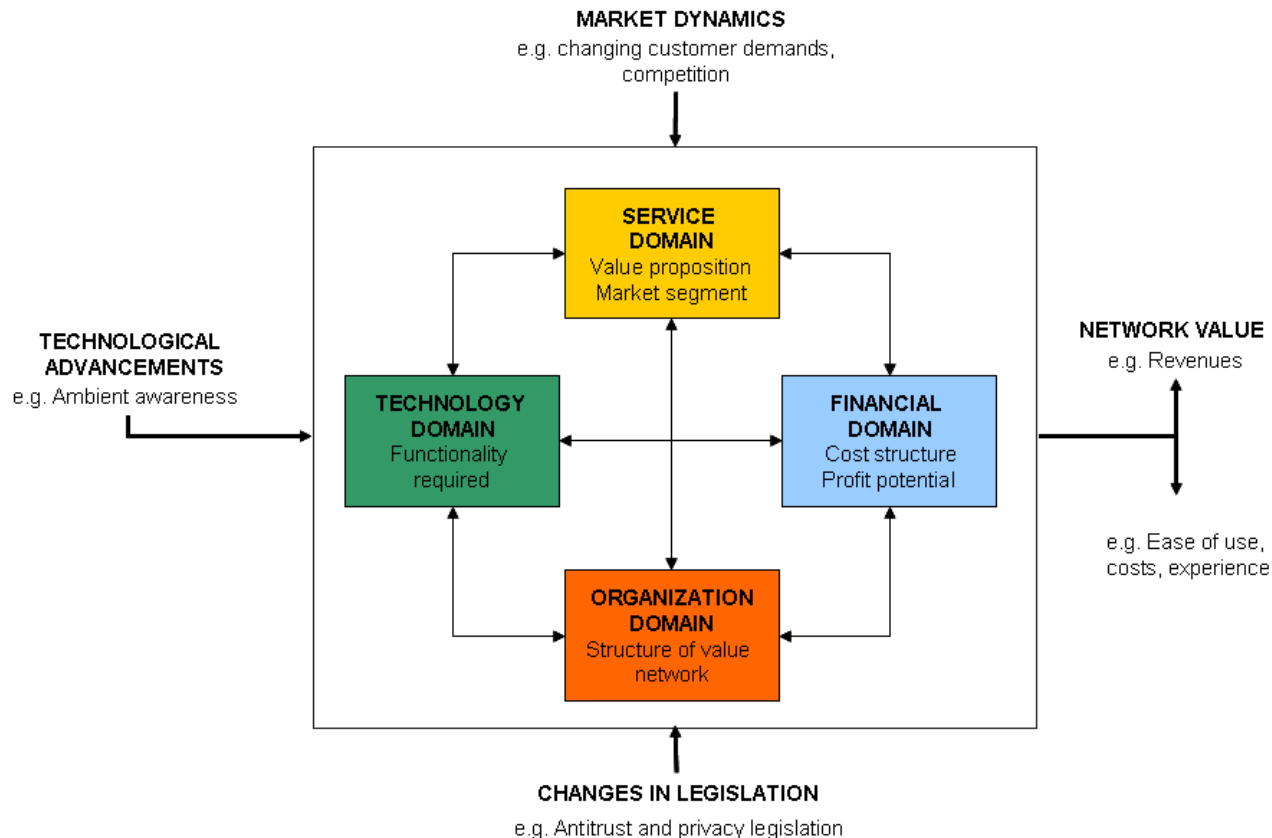 MARKET DYNAMICS
e.g. changing customer demands,
competition
SERVICE
DOMAIN
Value proposition
Market segment
TECHNOLOGICAL
ADVANCEMENTS
e.g. Ambient awareness
TECHNOLOGY
DOMAIN
Functionality
required
FINANCIAL
DOMAIN
Cost structure
Profit potential
NETWORK VALUE
e.g. Revenues
e.g. Ease of use,
costs, experience
ORGANIZATION
DOMAIN
Structure of value
network
CHANGES IN LEGISLATION
e.g. Antitrust and privacy legislation